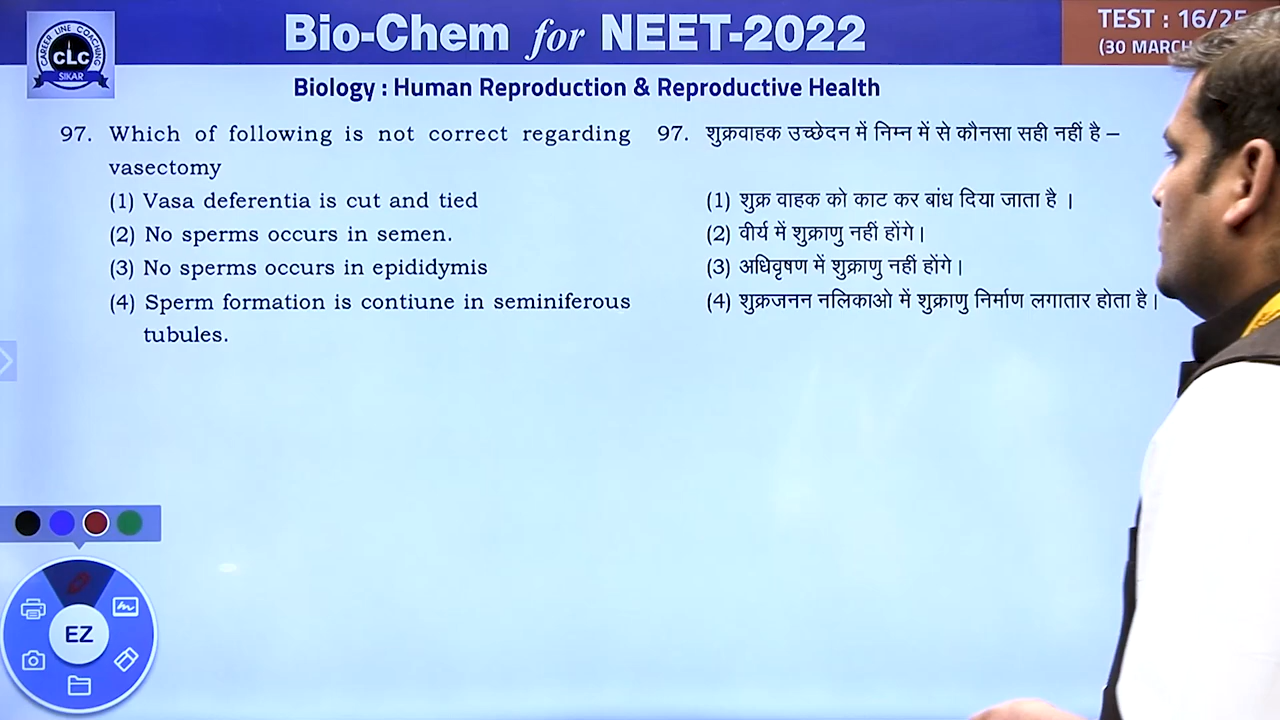 CAREER LINE COACHING
CLC
SIKAR
Bio-Chem for NEET-2022
TEST : 16/25
(30 MARCH
Biology : Human Reproduction & Reproductive Health
97. Which of following is not correct regarding
vasectomy
(1) Vasa deferentia is cut and tied
(2) No sperms occurs in semen.
(3) No sperms occurs in epididymis
(4) Sperm formation is contiune in seminiferous
tubules.
97. शुक्रवाहक उच्छेदन में निम्न में से कौनसा सही नहीं है –
(1) शुक्र वाहक को काट कर बांध दिया जाता है ।
(2) वीर्य में शुक्राणु नहीं होंगे।
(3) अधिवृषण में शुक्राणु नहीं होंगे।
(4) शुक्रजनन नलिकाओ में शुक्राणु निर्माण लगातार होता है।
EZ